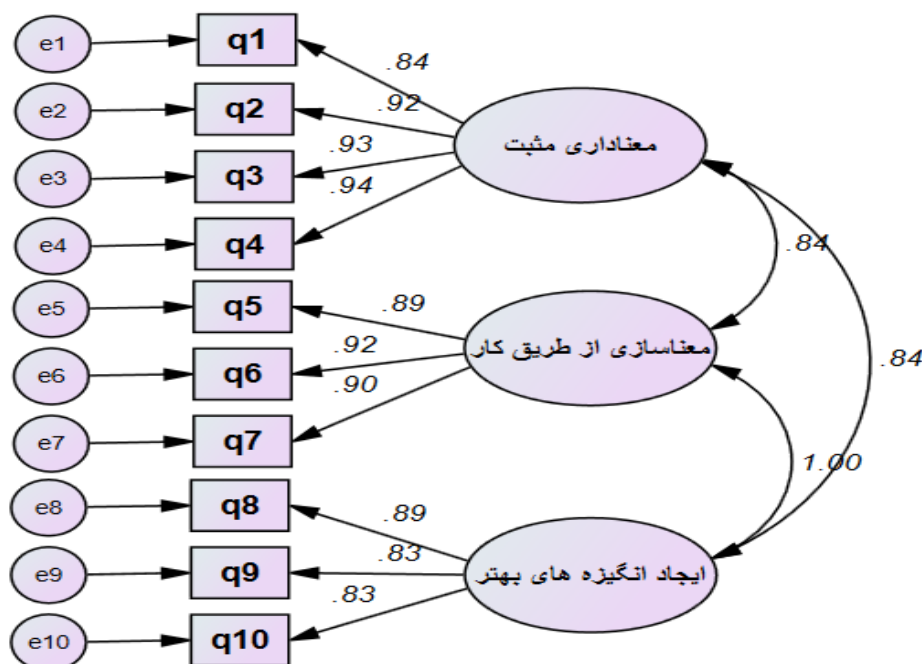 e1 q1
.84
e2 q2
.92
معناداری مثبت
e3 q3
.93
e4 q4
.94
.84
e5 q5
.89
معناسازی از طریق کار
e6 q6
.92
.84
e7 q7
.90
1.00
e8 q8
.89
e9 q9
.83
ایجاد انگیزه های بهتر
e10 q10
.83